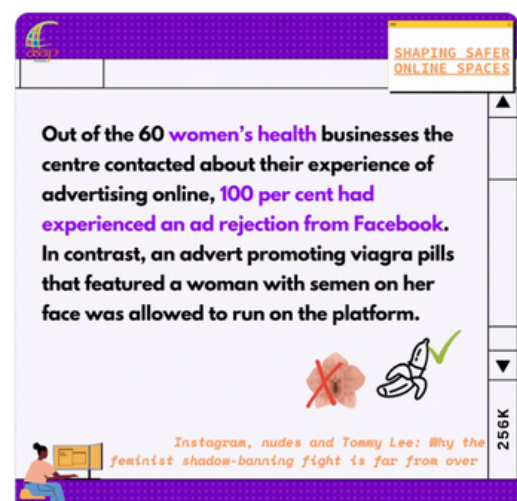 asap
SHAPING SAFER
ONLINE SPACES
Out of the 60 women's health businesses the
centre contacted about their experience of
advertising online, 100 per cent had
experienced an ad rejection from Facebook.
In contrast, an advert promoting viagra pills
that featured a woman with semen on her
face was allowed to run on the platform.
256K
Instagram, nudes and Tommy Lee: Why the
feminist shadow-banning fight is far from over